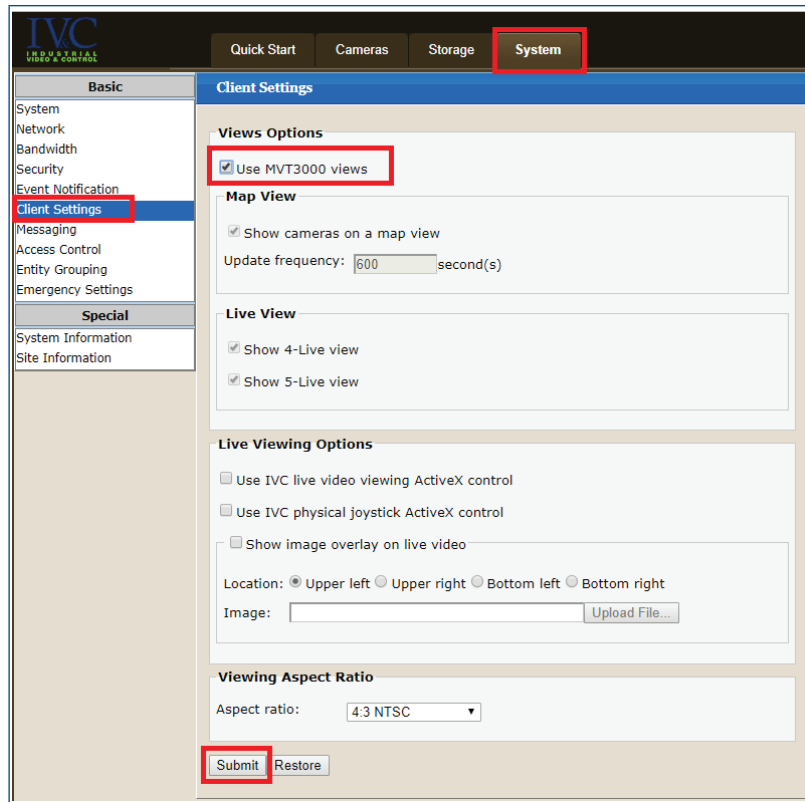 IVC
INDUSTRIAL
VIDEO & CONTROL
Quick Start Cameras Storage System
Basic
System
Network
Bandwidth
Security
Event Notification
Client Settings
Messaging
Access Control
Entity Grouping
Emergency Settings
Special
System Information
Site Information
Client Settings
Views Options
Use MVT3000 views
Map View
Show cameras on a map view
Update frequency: 600 second(s)
Live View
Show 4-Live view
Show 5-Live view
Live Viewing Options
Use IVC live video viewing ActiveX control
Use IVC physical joystick ActiveX control
Show image overlay on live video
Location: Upper left Upper right Bottom left Bottom right
Image: Upload File...
Viewing Aspect Ratio
Aspect ratio: 4:3 NTSC
Submit Restore